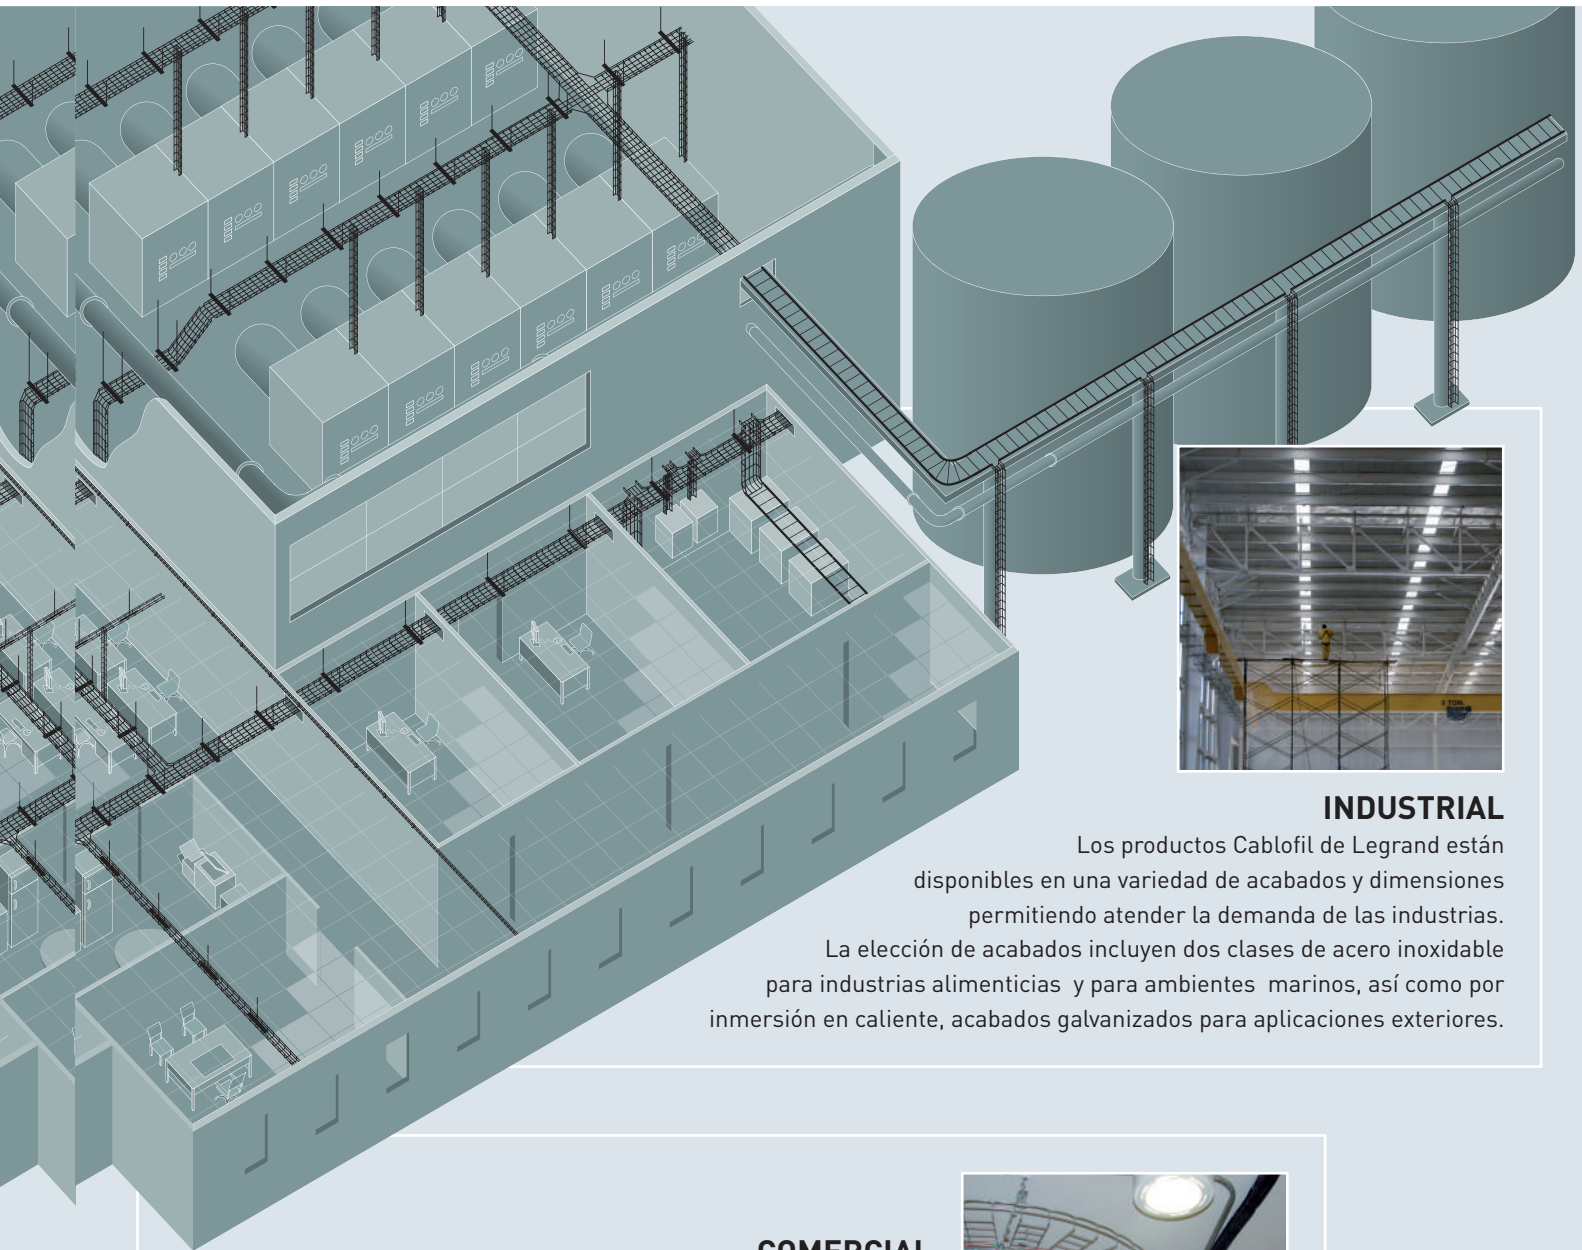 5 TON.
INDUSTRIAL
Los productos Cablofil de Legrand están
disponibles en una variedad de acabados y dimensiones
permitiendo atender la demanda de las industrias.
La elección de acabados incluyen dos clases de acero inoxidable
para industrias alimenticias y para ambientes marinos, así como por
inmersión en caliente, acabados galvanizados para aplicaciones exteriores.
COMERCIAL